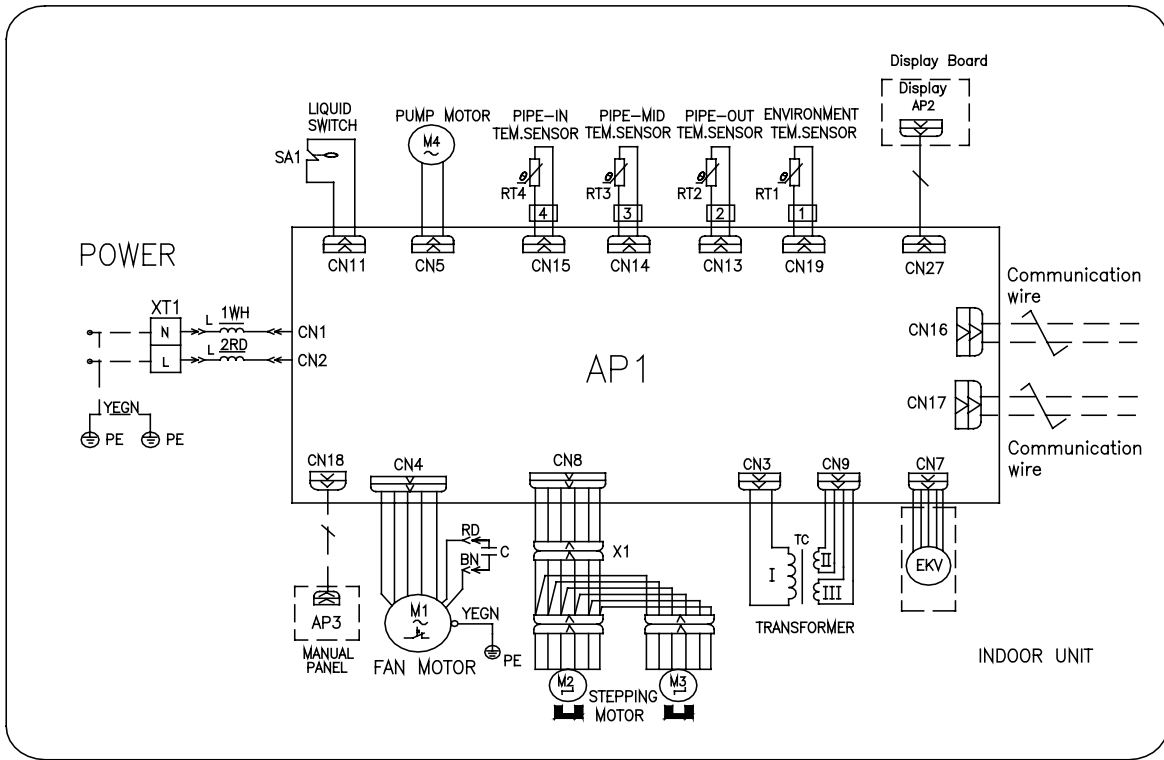 Display Board
Display
AP2
LIQUID
SWITCH
SA1
PUMP MOTOR
M4
PIPE-IN
TEM.SENSOR
RT4
4
PIPE-MID
TEM.SENSOR
RT3
3
PIPE-OUT
TEM.SENSOR
RT2
2
ENVIRONMENT
TEM.SENSOR
RT1
1
CN11
CN5
CN15
CN14
CN13
CN19
CN27
POWER
XT1
N
L
L
1WH
L
2RD
CN1
CN2
YEGN
PE
PE
AP1
Communication
wire
CN16
CN17
Communication
wire
CN18
CN4
CN8
CN3
CN9
CN7
RD
BN
C
X1
TC
I
II
III
EKV
AP3
MANUAL
PANEL
M1
YEGN
PE
FAN MOTOR
M2
M3
STEPPING
MOTOR
TRANSFORMER
INDOOR UNIT